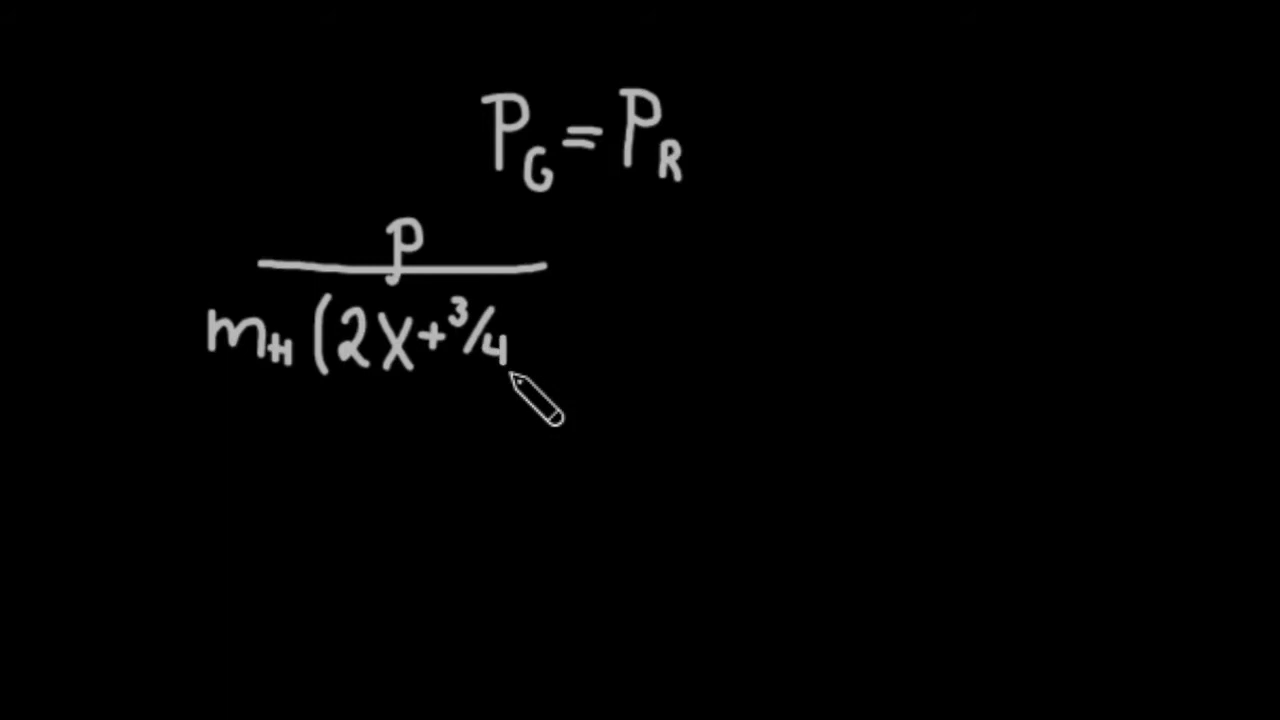 P_G = P_R
ρ
m_H (2X + 3/4